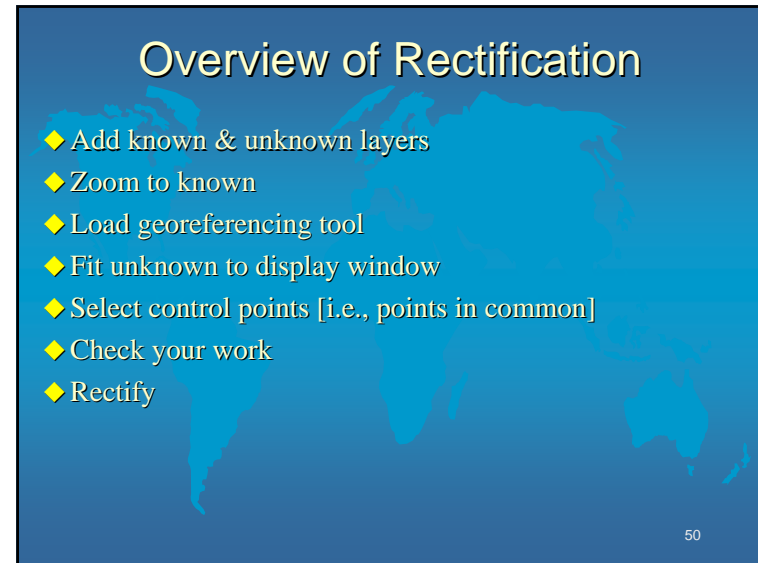 Overview of Rectification
Add known & unknown layers
Zoom to known
Load georeferencing tool
Fit unknown to display window
Select control points [i.e., points in common]
Check your work
Rectify
50